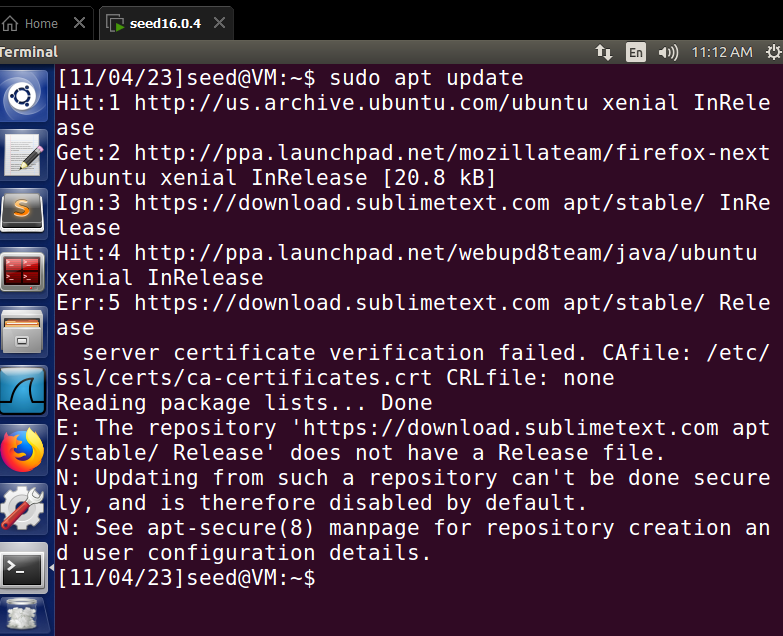 Home
seed16.0.4
Terminal
En
11:12 AM
[11/04/23]seed@VM:~$ sudo apt update
Hit:1 http://us.archive.ubuntu.com/ubuntu xenial InRele
ase
Get:2 http://ppa.launchpad.net/mozillateam/firefox-next
/ubuntu xenial InRelease [20.8 kB]
Ign:3 https://download.sublimetext.com apt/stable/ InRe
lease
Hit:4 http://ppa.launchpad.net/webupd8team/java/ubuntu
xenial InRelease
Err:5 https://download.sublimetext.com apt/stable/ Rele
ase
  server certificate verification failed. CAfile: /etc/
ssl/certs/ca-certificates.crt CRLfile: none
Reading package lists... Done
E: The repository 'https://download.sublimetext.com apt
/stable/ Release' does not have a Release file.
N: Updating from such a repository can't be done secure
ly, and is therefore disabled by default.
N: See apt-secure(8) manpage for repository creation an
d user configuration details.
[11/04/23]seed@VM:~$